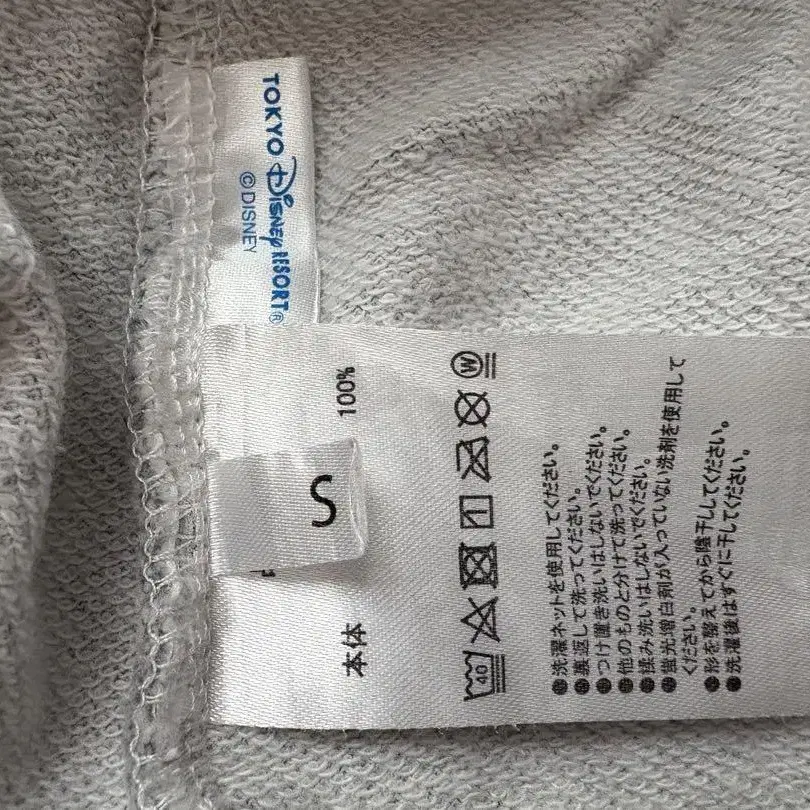 TOKYO DISNEY RESORT®
©DISNEY
S
本体
100%
40
W
●洗濯ネットを使用してください。
●裏返して洗ってください。
●つけ置き洗いはしないでください。
●他のものと分けて洗ってください。
●揉み洗いはしないでください。
●蛍光増白剤が入っていない洗剤を使用して
ください。
●形を整えてから陰干ししてください。
●洗濯後はすぐに干してください。